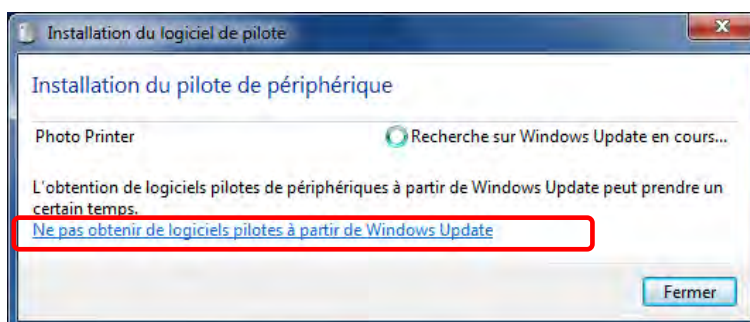 Installation du logiciel de pilote
Installation du pilote de périphérique
Photo Printer
Recherche sur Windows Update en cours...
L'obtention de logiciels pilotes de périphériques à partir de Windows Update peut prendre un
certain temps.
Ne pas obtenir de logiciels pilotes à partir de Windows Update
Fermer